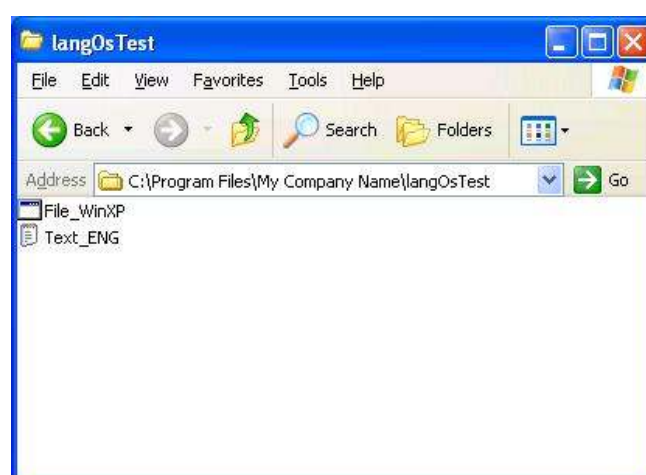 langOsTest
File Edit View Favorites Tools Help
Back Search Folders
Address C:\Program Files\My Company Name\langOsTest Go
File_WinXP
Text_ENG